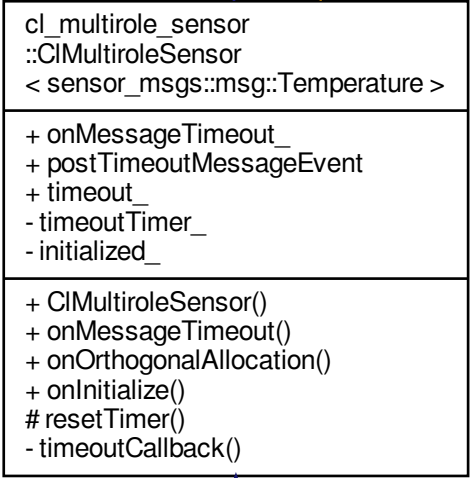 cl_multirole_sensor
::ClMultiroleSensor
< sensor_msgs::msg::Temperature >
+ onMessageTimeout_
+ postTimeoutMessageEvent
+ timeout_
- timeoutTimer_
- initialized_
+ ClMultiroleSensor()
+ onMessageTimeout()
+ onOrthogonalAllocation()
+ onInitialize()
# resetTimer()
- timeoutCallback()